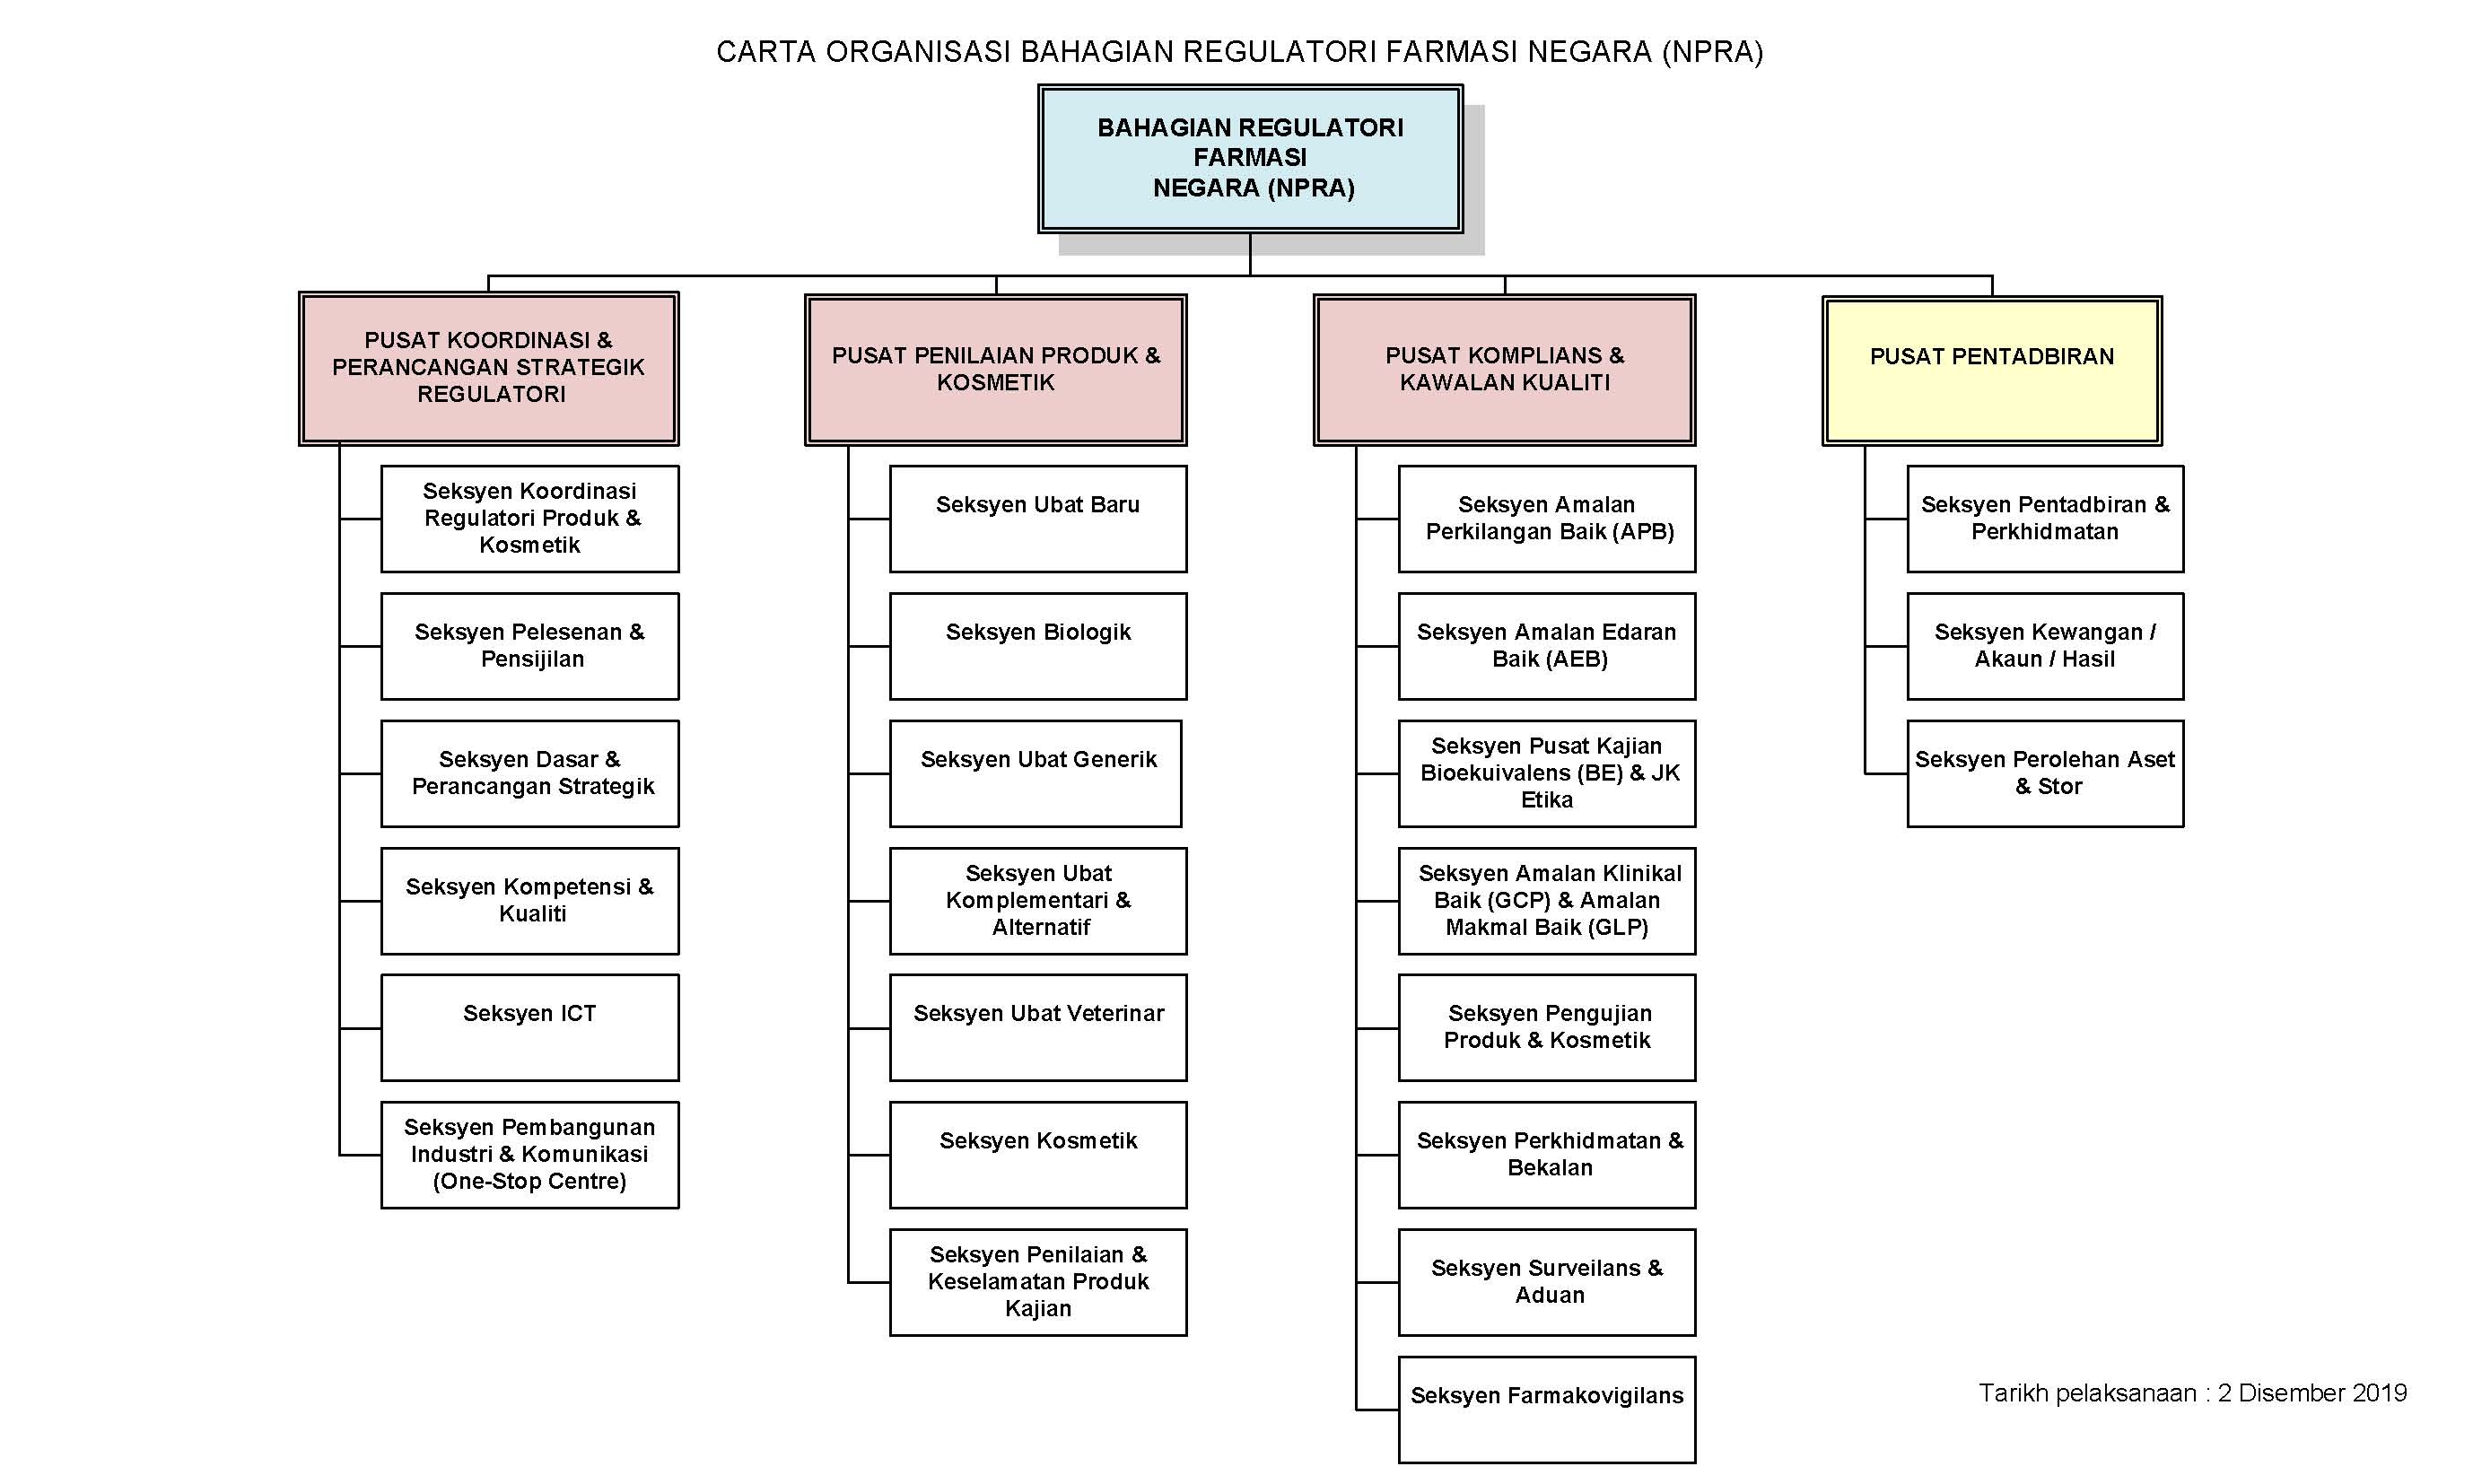 CARTA ORGANISASI BAHAGIAN REGULATORI FARMASI NEGARA (NPRA)
BAHAGIAN REGULATORI
FARMASI
NEGARA (NPRA)
PUSAT KOORDINASI &
PERANCANGAN STRATEGIK
REGULATORI
Seksyen Koordinasi
Regulatori Produk &
Kosmetik
Seksyen Pelesenan &
Pensijilan
Seksyen Dasar &
Perancangan Strategik
Seksyen Kompetensi &
Kualiti
Seksyen ICT
Seksyen Pembangunan
Industri & Komunikasi
(One-Stop Centre)
PUSAT PENILAIAN PRODUK &
KOSMETIK
Seksyen Ubat Baru
Seksyen Biologik
Seksyen Ubat Generik
Seksyen Ubat
Komplementari &
Alternatif
Seksyen Ubat Veterinar
Seksyen Kosmetik
Seksyen Penilaian &
Keselamatan Produk
Kajian
PUSAT KOMPLIANS &
KAWALAN KUALITI
Seksyen Amalan
Perkilangan Baik (APB)
Seksyen Amalan Edaran
Baik (AEB)
Seksyen Pusat Kajian
Bioekuivalens (BE) & JK
Etika
Seksyen Amalan Klinikal
Baik (GCP) & Amalan
Makmal Baik (GLP)
Seksyen Pengujian
Produk & Kosmetik
Seksyen Perkhidmatan &
Bekalan
Seksyen Surveilans &
Aduan
Seksyen Farmakovigilans
PUSAT PENTADBIRAN
Seksyen Pentadbiran &
Perkhidmatan
Seksyen Kewangan /
Akaun / Hasil
Seksyen Perolehan Aset
& Stor
Tarikh pelaksanaan : 2 Disember 2019